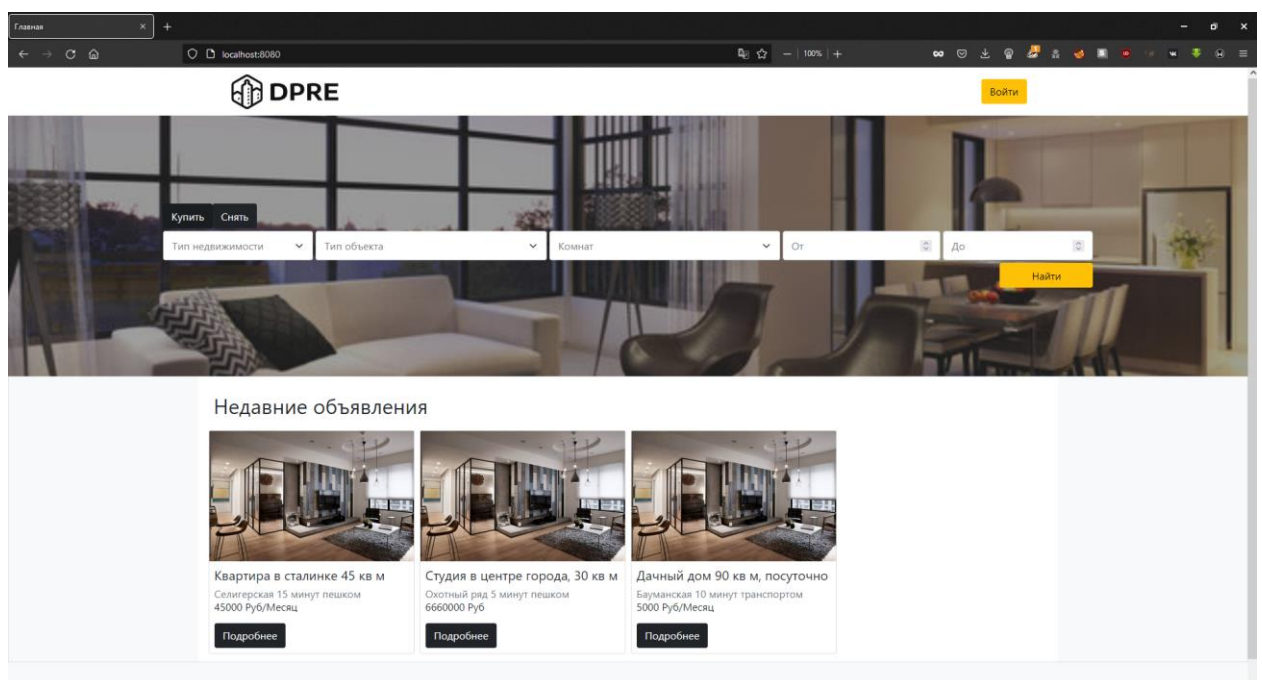 Главная
localhost:8080
100%
DPRE
Войти
Купить Снять
Тип недвижимости Тип объекта Комнат От До
Найти
Недавние объявления
Квартира в сталинке 45 кв м
Селигерская 15 минут пешком
45000 Руб/Месяц
Подробнее
Студия в центре города, 30 кв м
Охотный ряд 5 минут пешком
6660000 Руб
Подробнее
Дачный дом 90 кв м, посуточно
Бауманская 10 минут транспортом
5000 Руб/Месяц
Подробнее